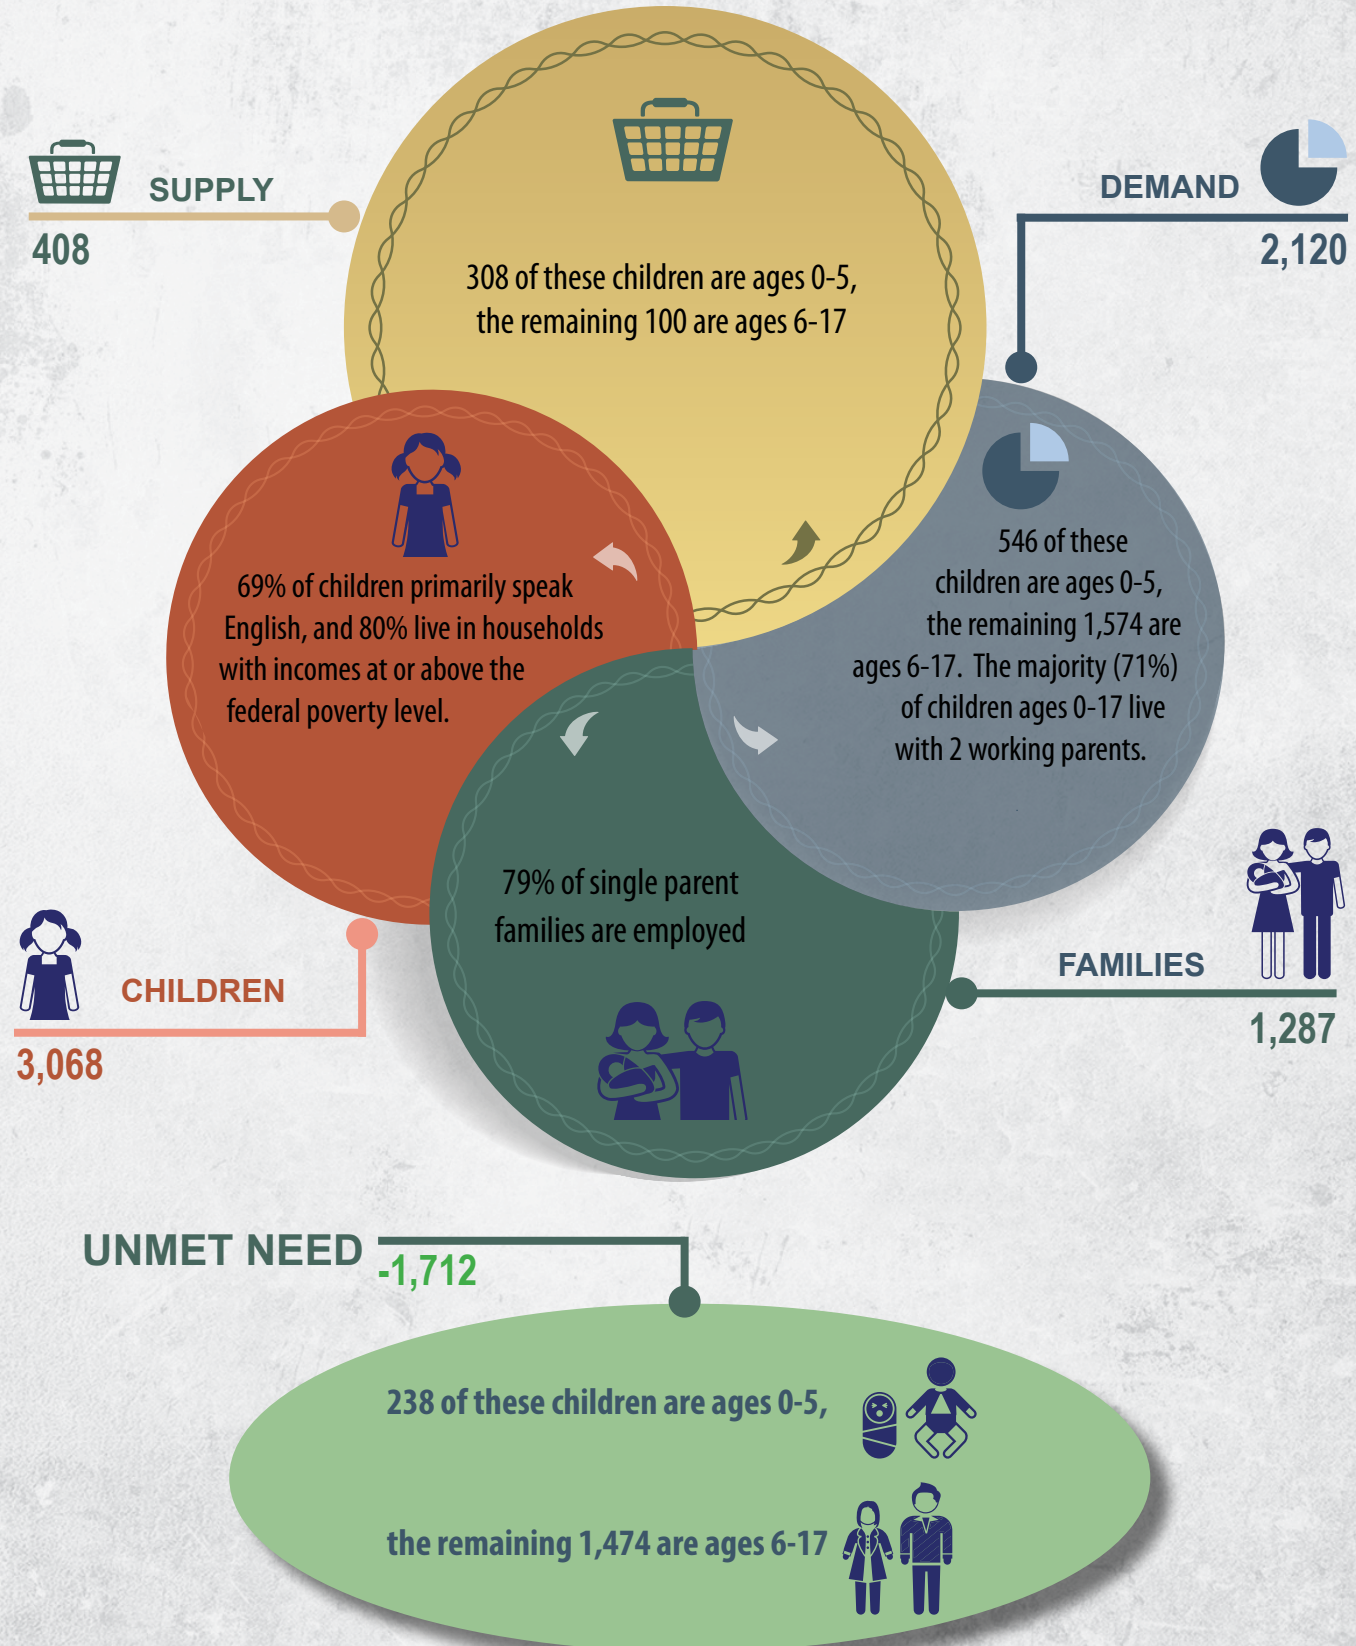 SUPPLY
408
DEMAND
2,120
308 of these children are ages 0-5,
the remaining 100 are ages 6-17
69% of children primarily speak
English, and 80% live in households
with incomes at or above the
federal poverty level.
546 of these
children are ages 0-5,
the remaining 1,574 are
ages 6-17. The majority (71%)
of children ages 0-17 live
with 2 working parents.
79% of single parent
families are employed
CHILDREN
3,068
FAMILIES
1,287
UNMET NEED
-1,712
238 of these children are ages 0-5,
the remaining 1,474 are ages 6-17